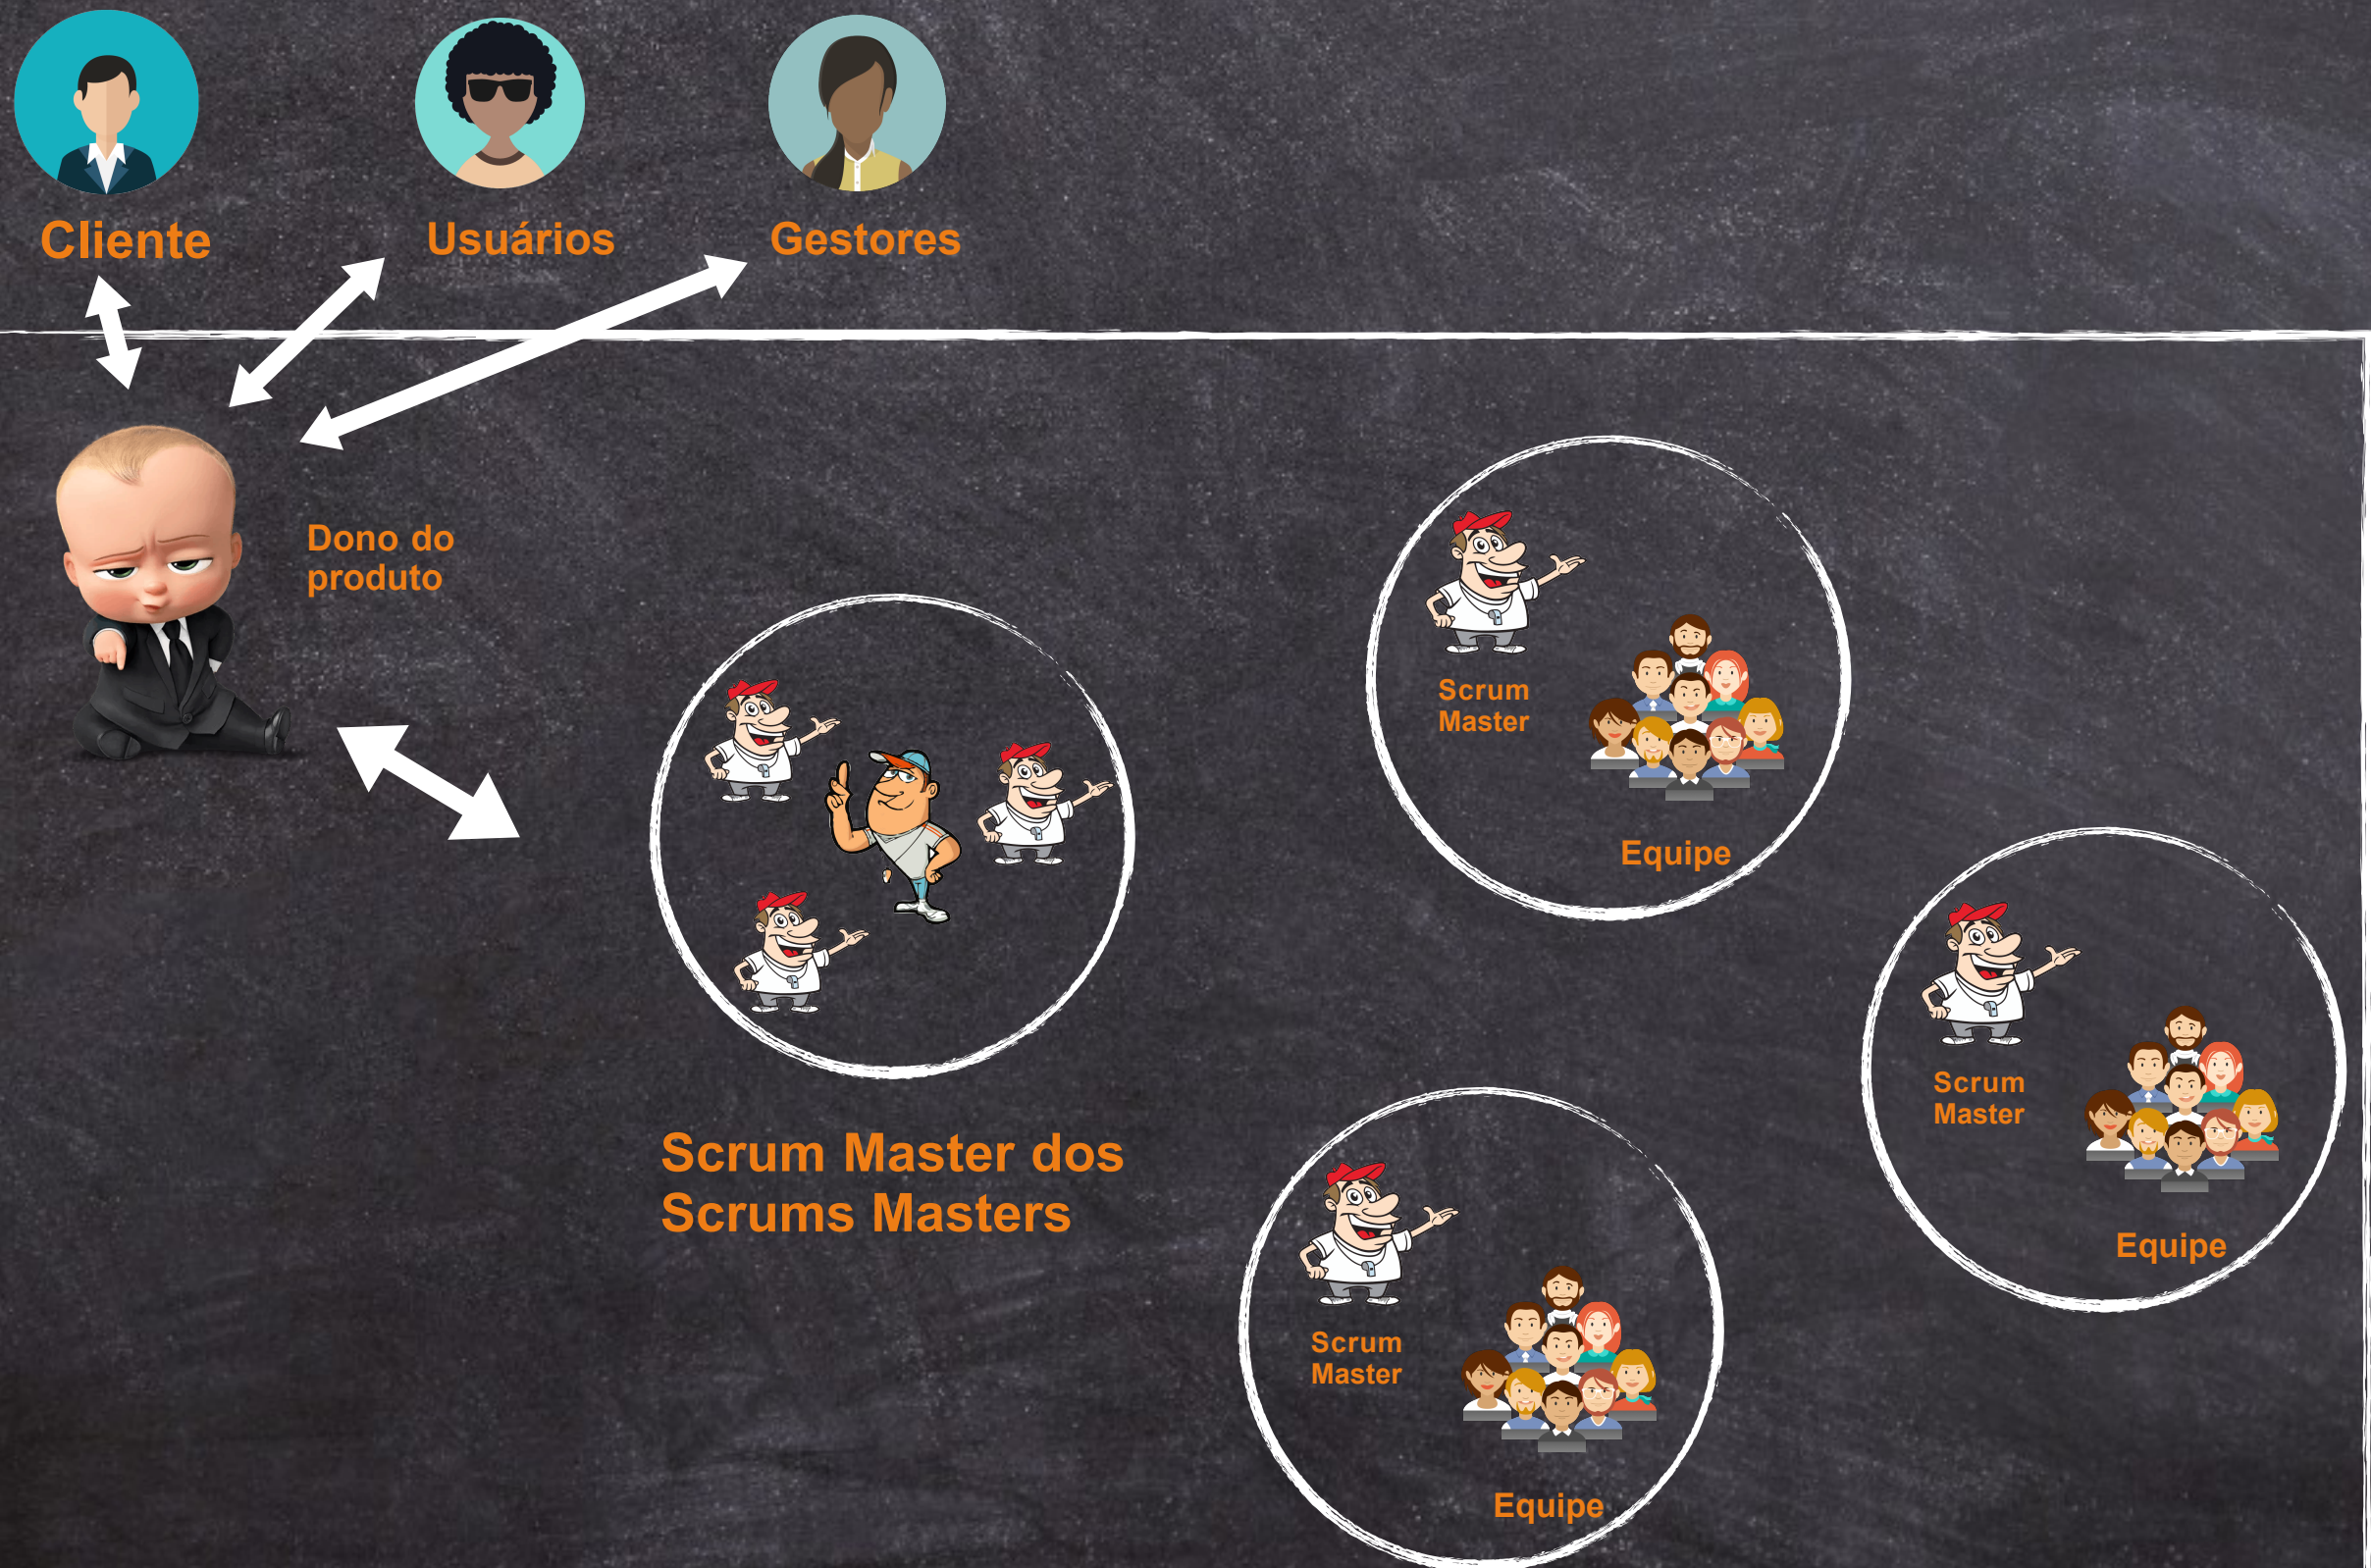 Cliente
Usuários
Gestores
Dono do
produto
Scrum
Master
Equipe
Scrum
Master
Equipe
Scrum Master dos
Scrums Masters
Scrum
Master
Equipe